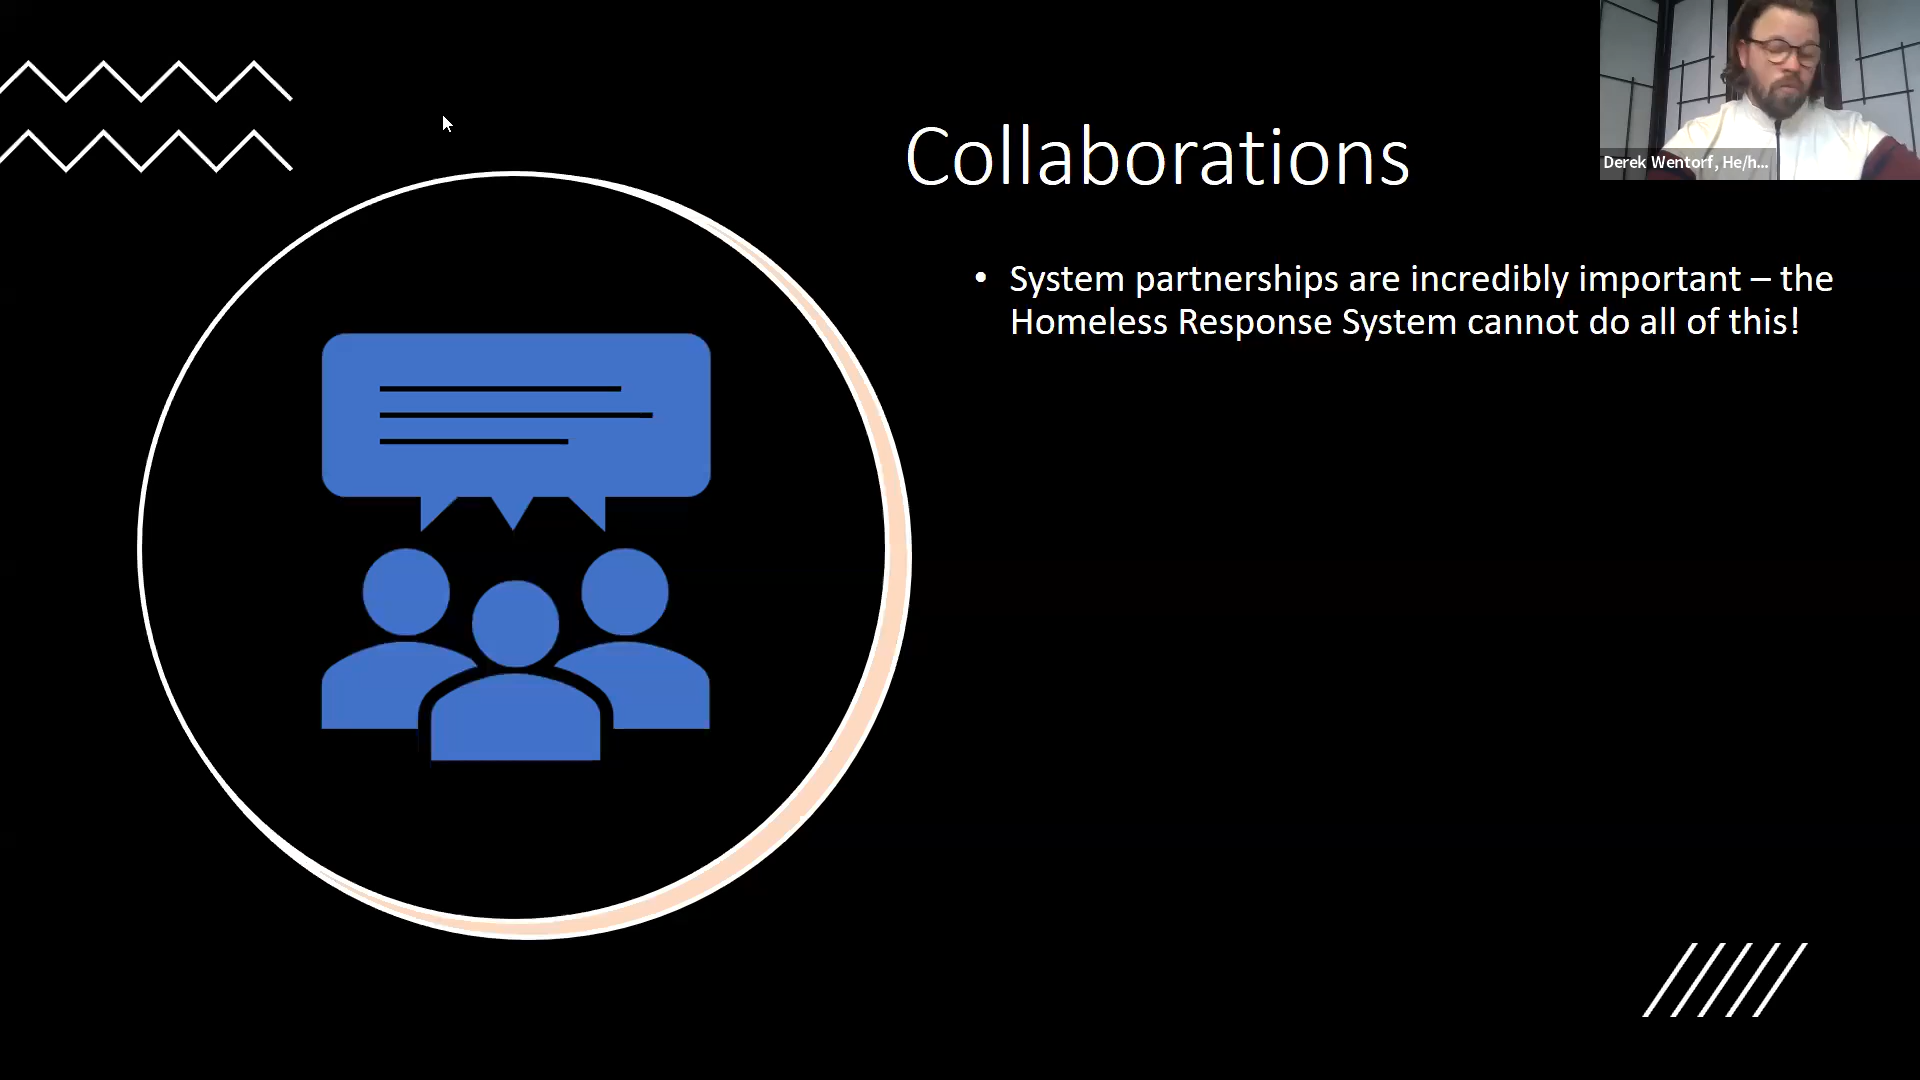 Collaborations
Derek Wentorf, He/h...
• System partnerships are incredibly important – the
Homeless Response System cannot do all of this!